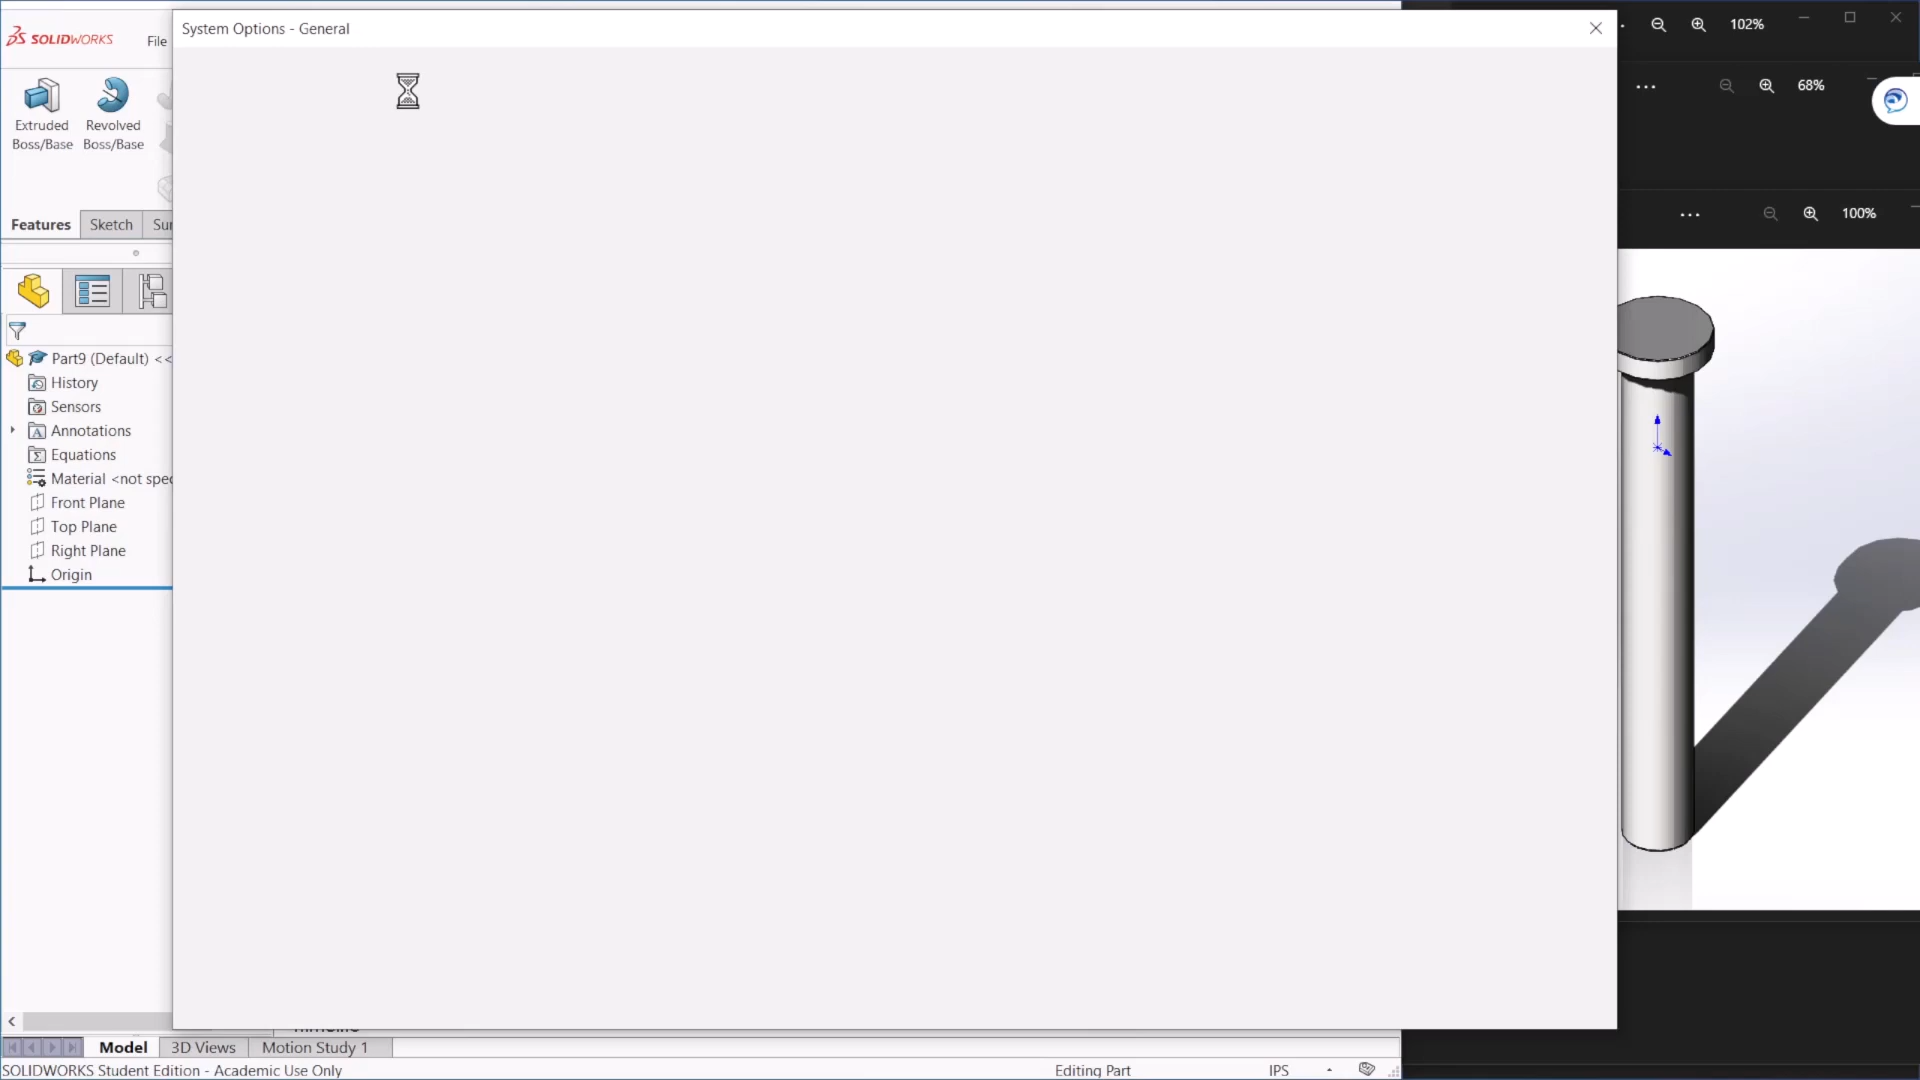 System Options - General
102%
SOLIDWORKS
File
68%
Extruded
Boss/Base
Revolved
Boss/Base
100%
Features
Sketch
Sur
Part9 (Default) <<
History
Sensors
Annotations
Equations
Material <not spec
Front Plane
Top Plane
Right Plane
Origin
Model
3D Views
Motion Study 1
SOLIDWORKS Student Edition - Academic Use Only
Editing Part
IPS